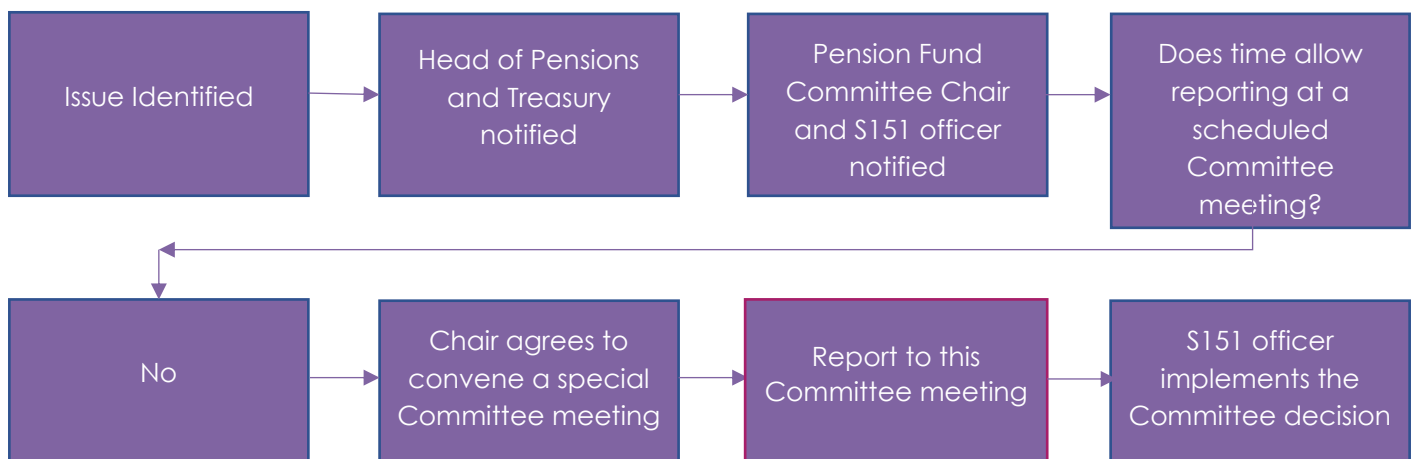 Issue Identified
Head of Pensions
and Treasury
notified
Pension Fund
Committee Chair
and S151 officer
notified
Does time allow
reporting at a
scheduled
Committee
meeting?
No
Chair agrees to
convene a special
Committee meeting
Report to this
Committee meeting
S151 officer
implements the
Committee decision